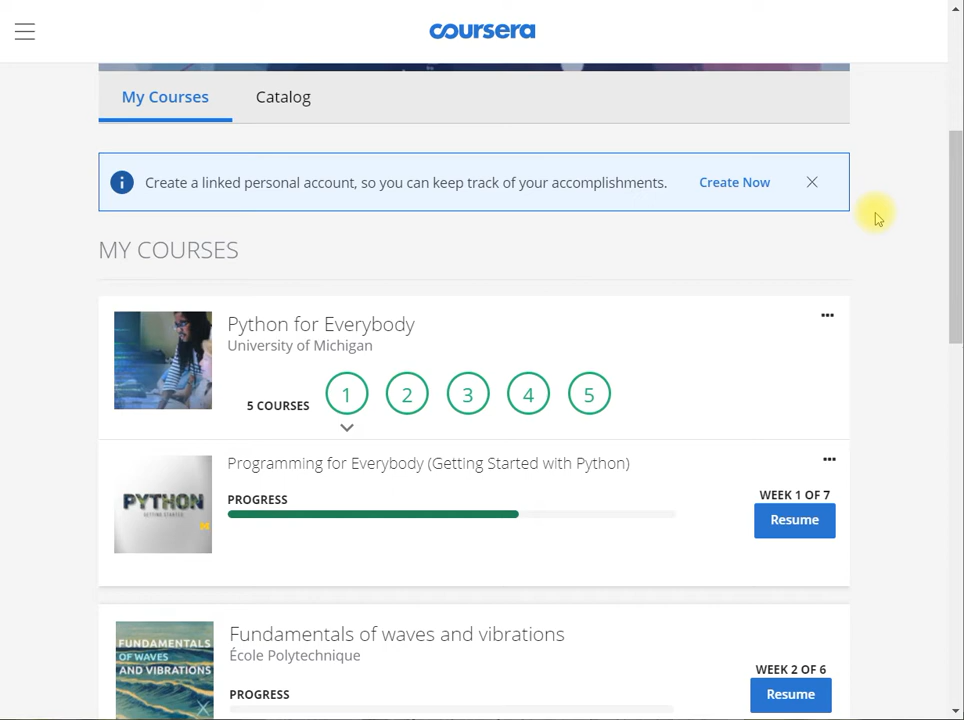 coursera
My Courses
Catalog
Create a linked personal account, so you can keep track of your accomplishments.
Create Now
MY COURSES
Python for Everybody
University of Michigan
5 COURSES
1
2
3
4
5
Programming for Everybody (Getting Started with Python)
PYTHON
GETTING STARTED
PROGRESS
WEEK 1 OF 7
Resume
Fundamentals of waves and vibrations
École Polytechnique
FUNDAMENTALS
OF WAVES
AND VIBRATIONS
PROGRESS
WEEK 2 OF 6
Resume